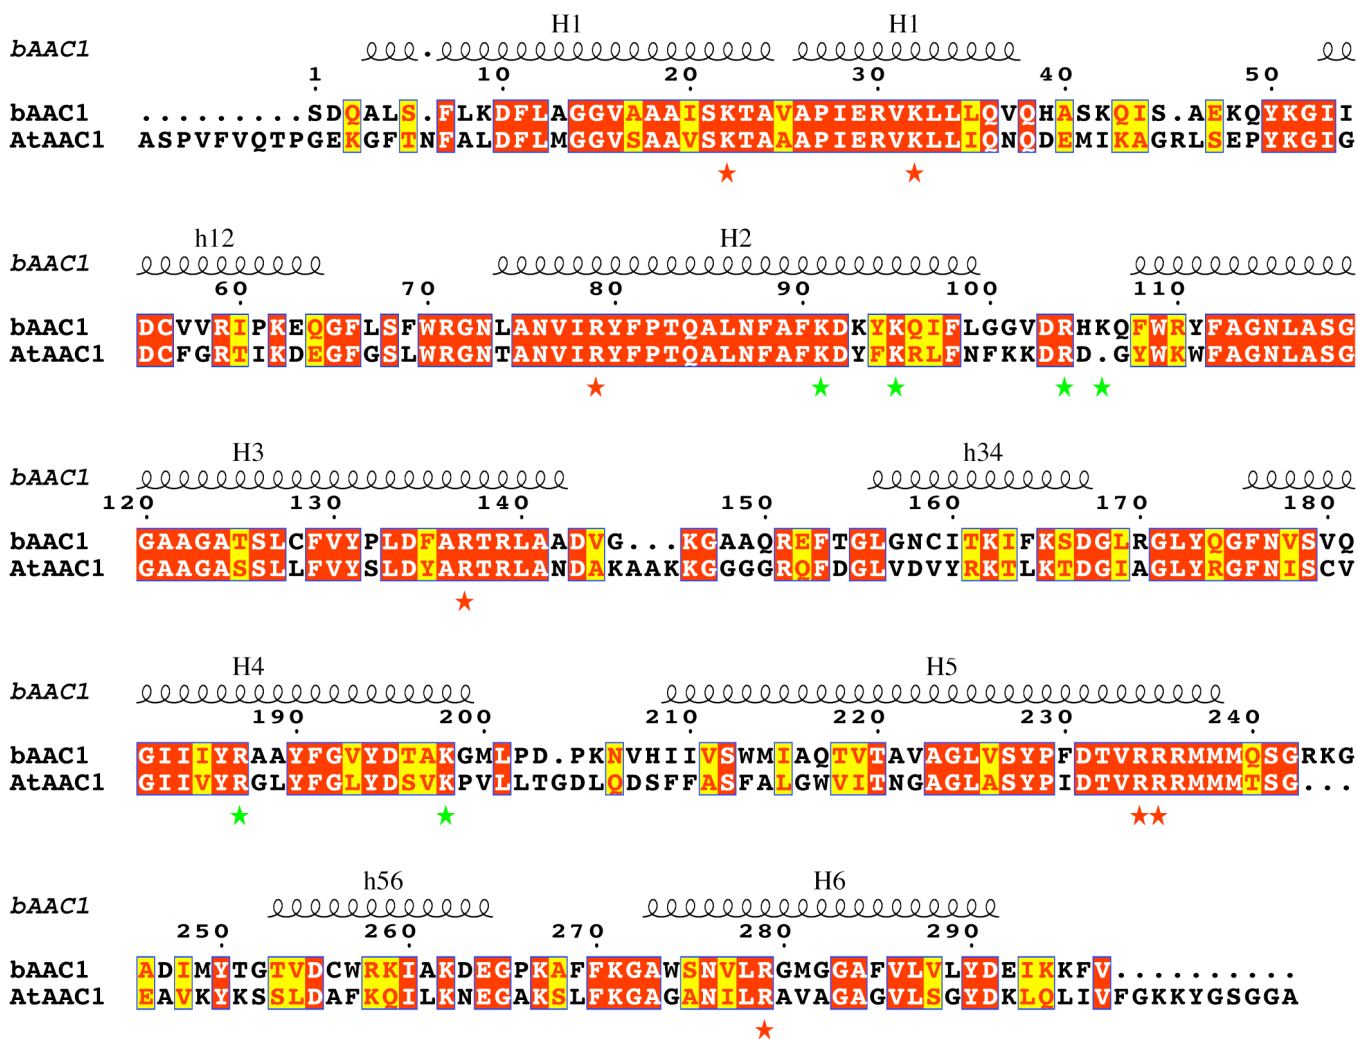 H1 H1
bAAC1
1 10 20 30 40 50
bAAC1 .........SDQALS.FLKDFLAGGVAAAISKTAVAPIERVKLLLQVQHASKQIS.AEKQYKGII
AtAAC1 ASPVFVQTPGEKGFTNFALDFLMGGVSAAVSKTAAAPIERVKLLIQNQDEMIKAGRLSEPYKGIG
h12 H2
bAAC1
60 70 80 90 100 110
bAAC1 DCVVRIPKEQGFLSFWRGNLANVIRYFPTQALNFAFKDKYKQIFLGGVDRHKQFWRYFAGNLASG
AtAAC1 DCFGRTIKDEGFGSLWRGNTANVIRYFPTQALNFAFKDYFKRLFNFKKDRD.GYWKWFAGNLASG
H3 h34
bAAC1
120 130 140 150 160 170 180
bAAC1 GAAGATSLCFVYPLDFARTRLAADVG...KGAAQREFTGLGNCITKIFKSDGLRGLYQGFNVSVQ
AtAAC1 GAAGASSLLFVYSLDYARTRLANDAKAAKKGGGGRQFDGLVDVYRKTLKTDGIAGLYRGFNISCV
H4 H5
bAAC1
190 200 210 220 230 240
bAAC1 GIIIYRAAYFGVYDTAKGMLPD.PKNVHIIVSWMIAQTVTAVAGLVSYPFDTVRRRMMMQSGRKG
AtAAC1 GIIVYRGLYFGLYDSVKPVLLTGDLQDSFFASFALGWVITNGAGLASYPIDTVRRRMMMTSG...
h56 H6
bAAC1
250 260 270 280 290
bAAC1 ADIMYTGTVDCWRKIAKDEGPKAFFKGAWSNVLRGMGGAFVLVLYDEIKKFV..........
AtAAC1 EAVKYKSSLDAFKQILKNEGAKSLFKGAGANILRAVAGAGVLSGYDKLQLIVFGKKYGSGGA